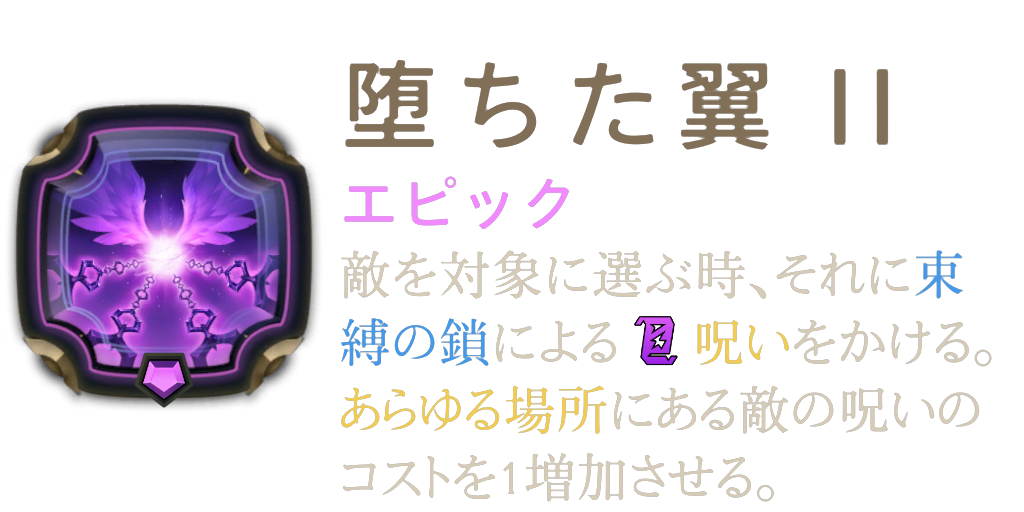 堕ちた翼 II
エピック
敵を対象に選ぶ時、それに束
縛の鎖による 呪いをかける。
あらゆる場所にある敵の呪いの
コストを1増加させる。